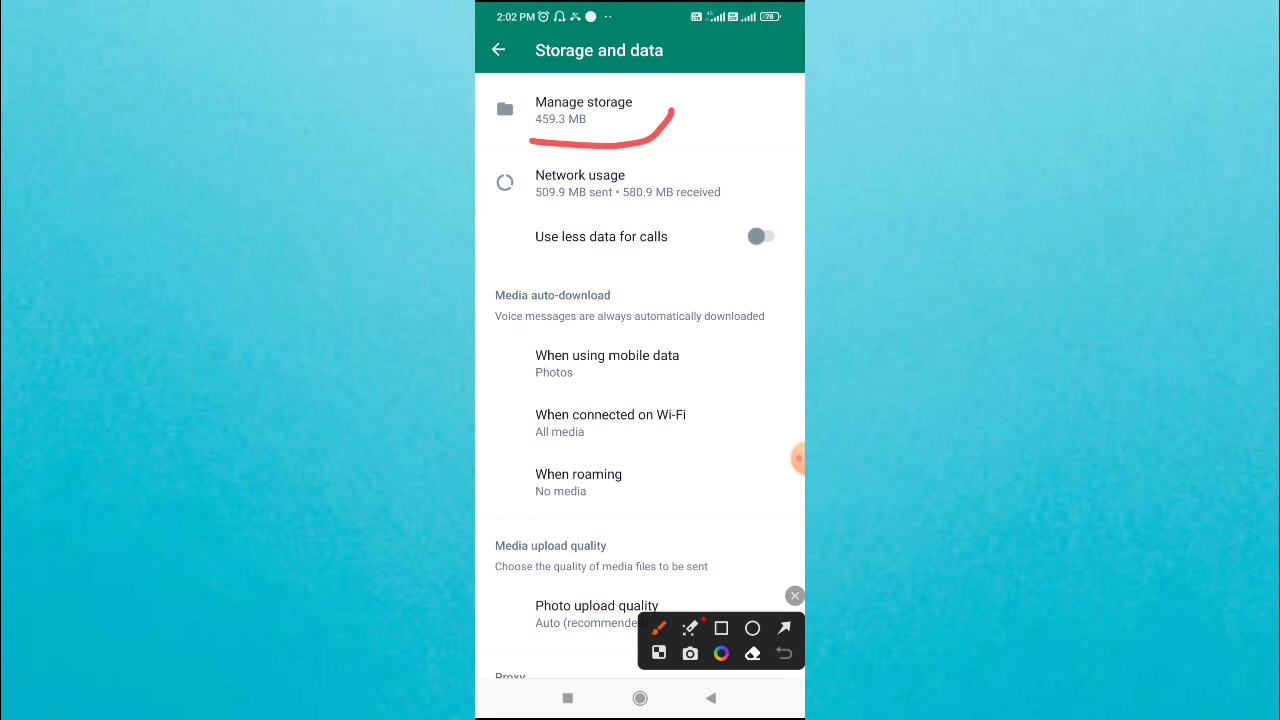 2:02 PM
78
Storage and data
Manage storage
459.3 MB
Network usage
509.9 MB sent • 580.9 MB received
Use less data for calls
Media auto-download
Voice messages are always automatically downloaded
When using mobile data
Photos
When connected on Wi-Fi
All media
When roaming
No media
Media upload quality
Choose the quality of media files to be sent
Photo upload quality
Auto (recommended)
Proxy